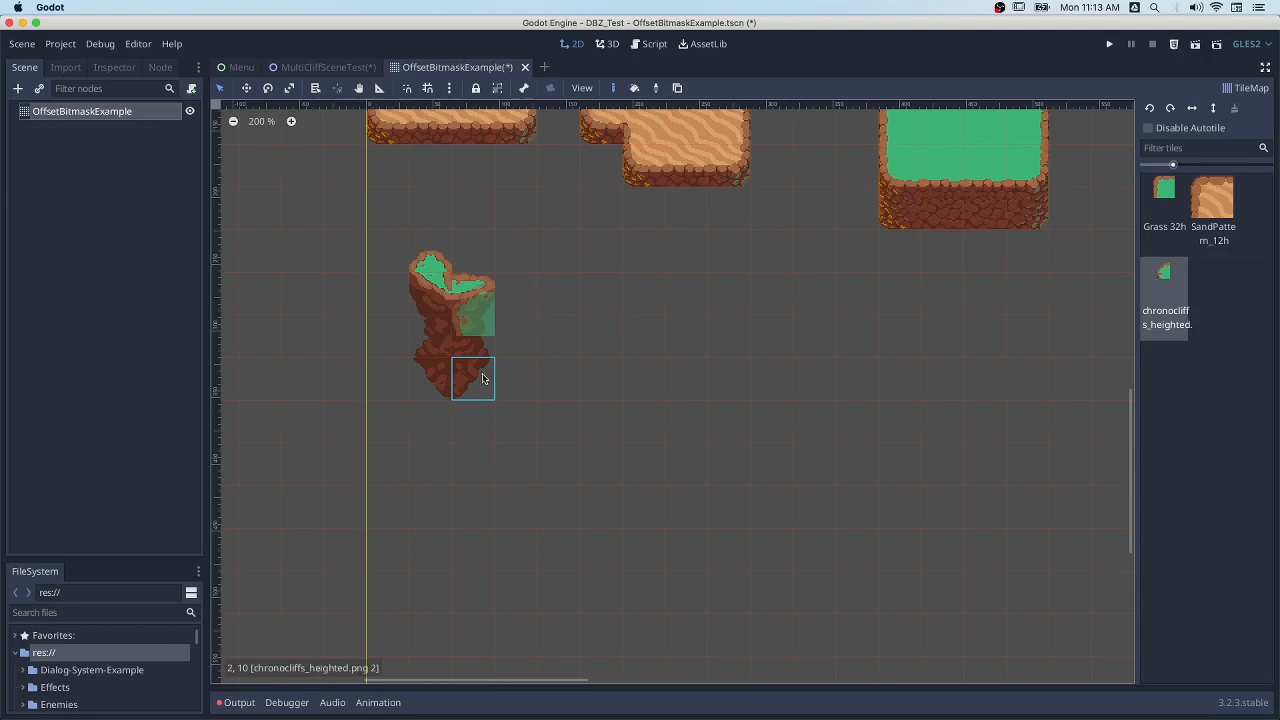 Godot
Mon 11:13 AM
Godot Engine - DBZ_Test - OffsetBitmaskExample.tscn (*)
Scene Project Debug Editor Help
2D 3D Script AssetLib
GLES2
Scene Import Inspector Node
Menu MultiCliffSceneTest(*) OffsetBitmaskExample(*)
Filter nodes
View
TileMap
OffsetBitmaskExample
200 %
Disable Autotile
Filter tiles
Grass 32h SandPatte
rn_12h
chronocliff
s_heighted.
FileSystem
res://
Search files
Favorites:
res://
Dialog-System-Example
Effects
Enemies
2, 10 [chronocliffs_heighted.png 2]
Output Debugger Audio Animation
3.2.3.stable